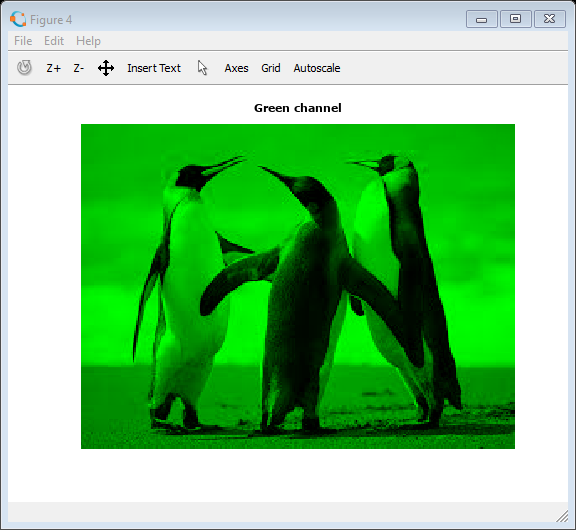 Figure 4
File Edit Help
Z+ Z- Insert Text Axes Grid Autoscale
Green channel